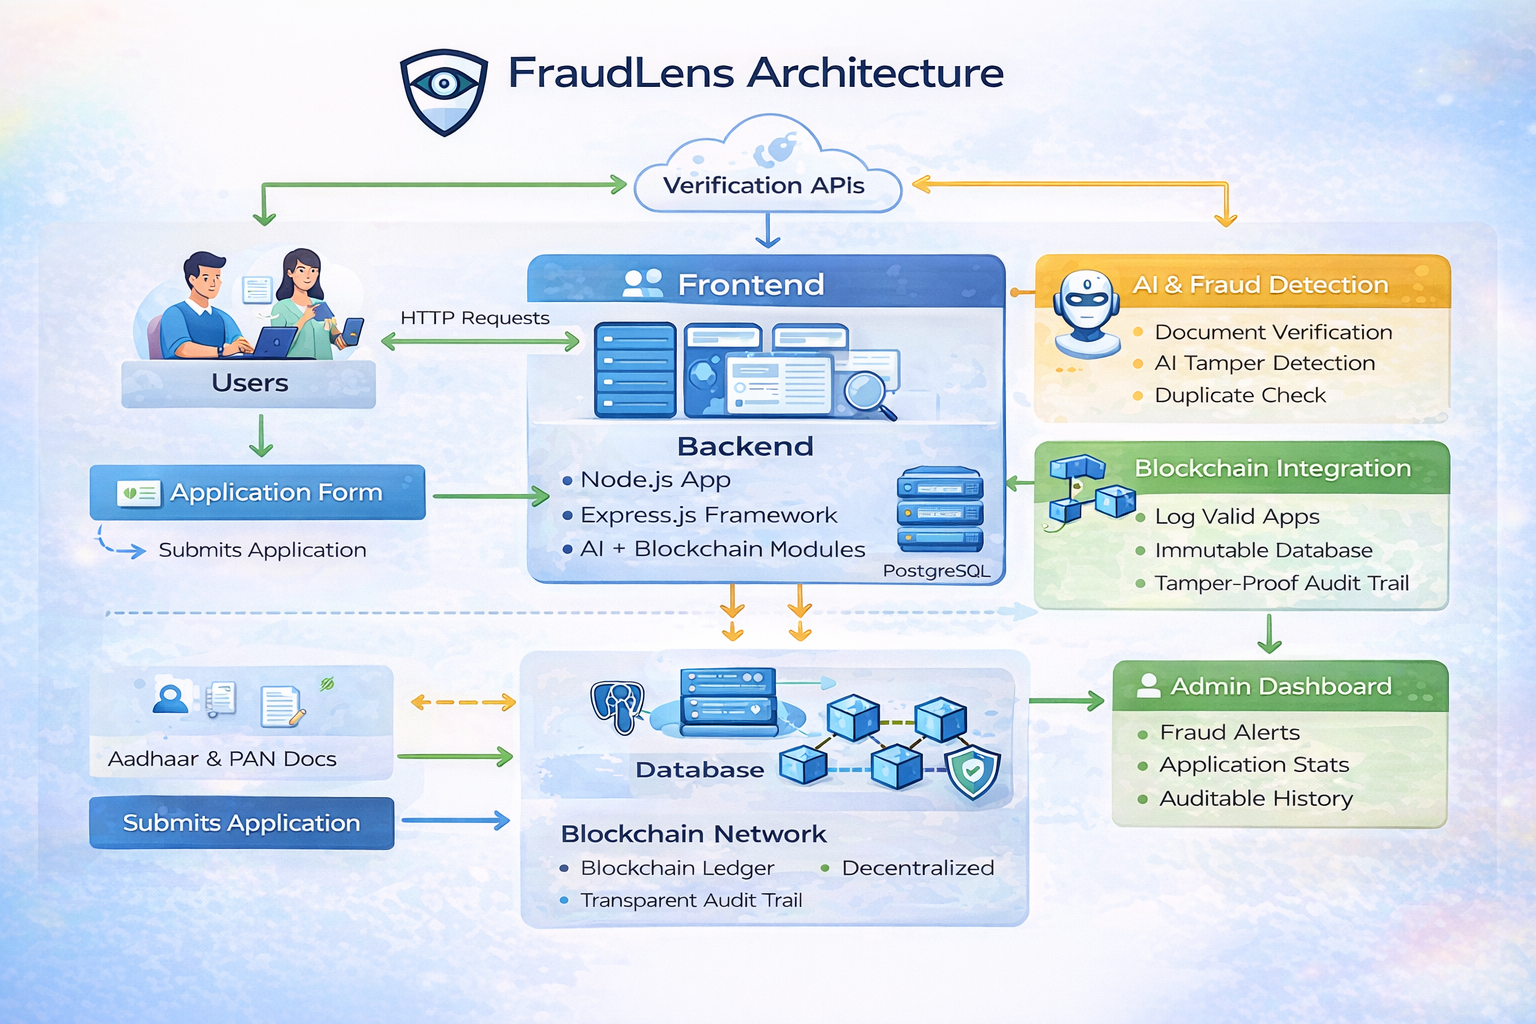 FraudLens Architecture
Verification APIs
HTTP Requests
Users
Application Form
Submits Application
Frontend
Backend
Node.js App
Express.js Framework
AI + Blockchain Modules
PostgreSQL
AI & Fraud Detection
Document Verification
AI Tamper Detection
Duplicate Check
Blockchain Integration
Log Valid Apps
Immutable Database
Tamper-Proof Audit Trail
Aadhaar & PAN Docs
Submits Application
Database
Blockchain Network
Blockchain Ledger
Decentralized
Transparent Audit Trail
Admin Dashboard
Fraud Alerts
Application Stats
Auditable History